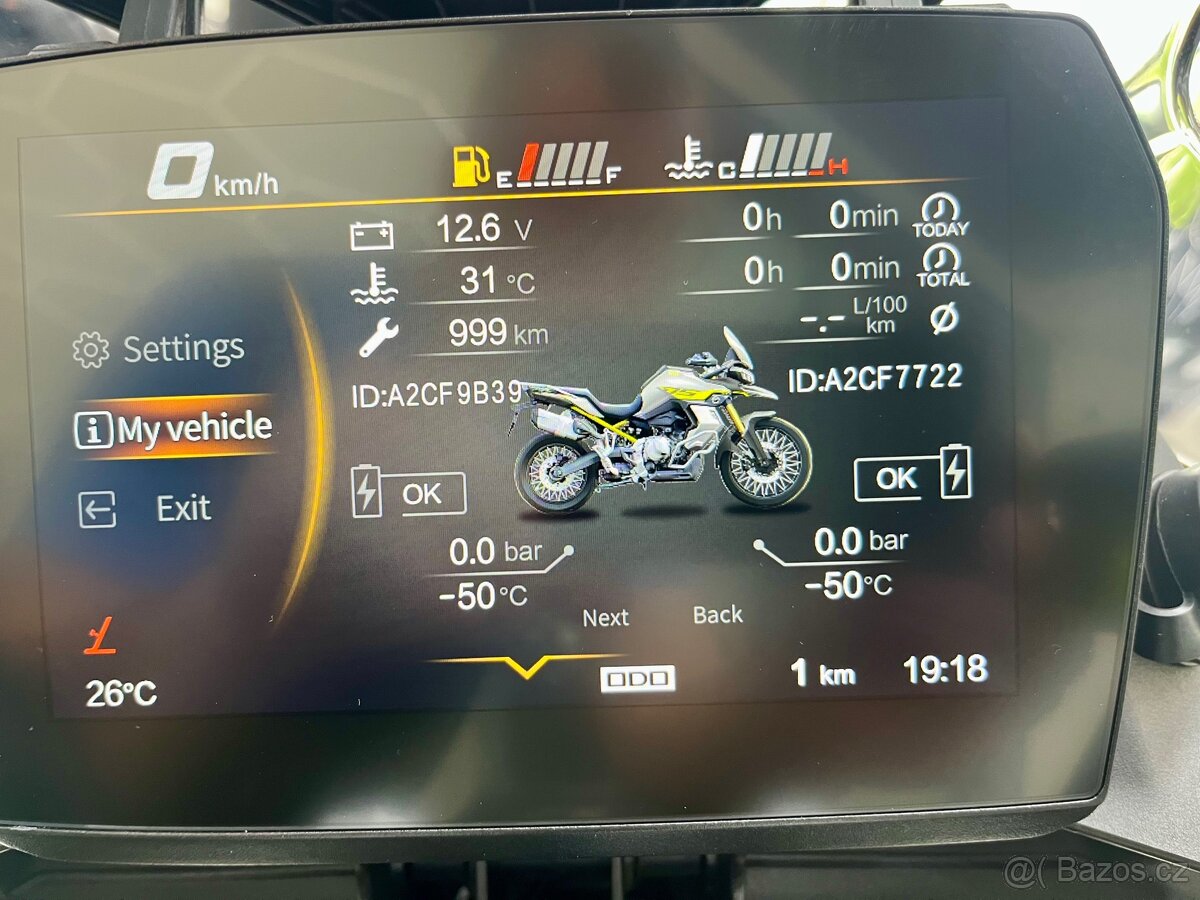 0 km/h
E F
C H
12.6 V
0h 0min TODAY
31 °C
0h 0min TOTAL
999 km
-.- L/100 km Ø
Settings
ID:A2CF9B39
ID:A2CF7722
My vehicle
OK
OK
Exit
0.0 bar
0.0 bar
-50°C
-50°C
Next Back
26°C
ODO
1 km
19:18
@( Bazos.cz